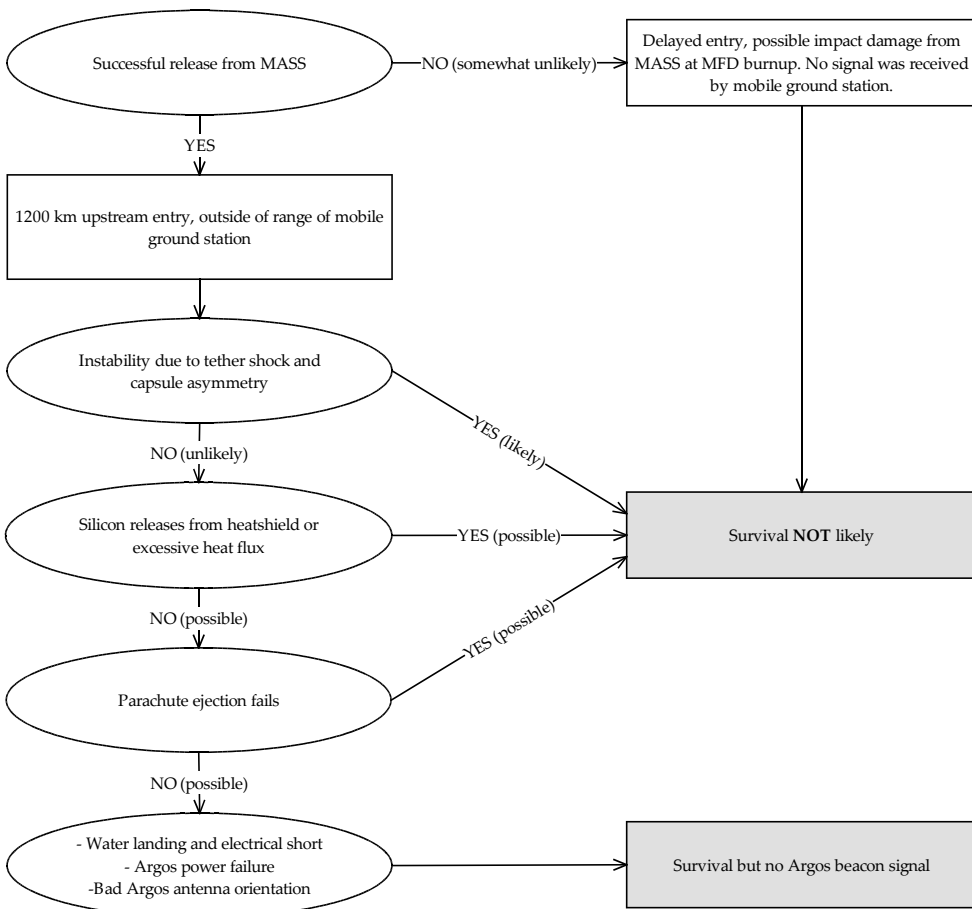 Successful release from MASS
NO (somewhat unlikely)
Delayed entry, possible impact damage from
MASS at MFD burnup. No signal was received
by mobile ground station.
YES
1200 km upstream entry, outside of range of mobile
ground station
Instability due to tether shock and
capsule asymmetry
YES (likely)
NO (unlikely)
Silicon releases from heatshield or
excessive heat flux
YES (possible)
Survival NOT likely
NO (possible)
YES (possible)
Parachute ejection fails
NO (possible)
- Water landing and electrical short
- Argos power failure
-Bad Argos antenna orientation
Survival but no Argos beacon signal